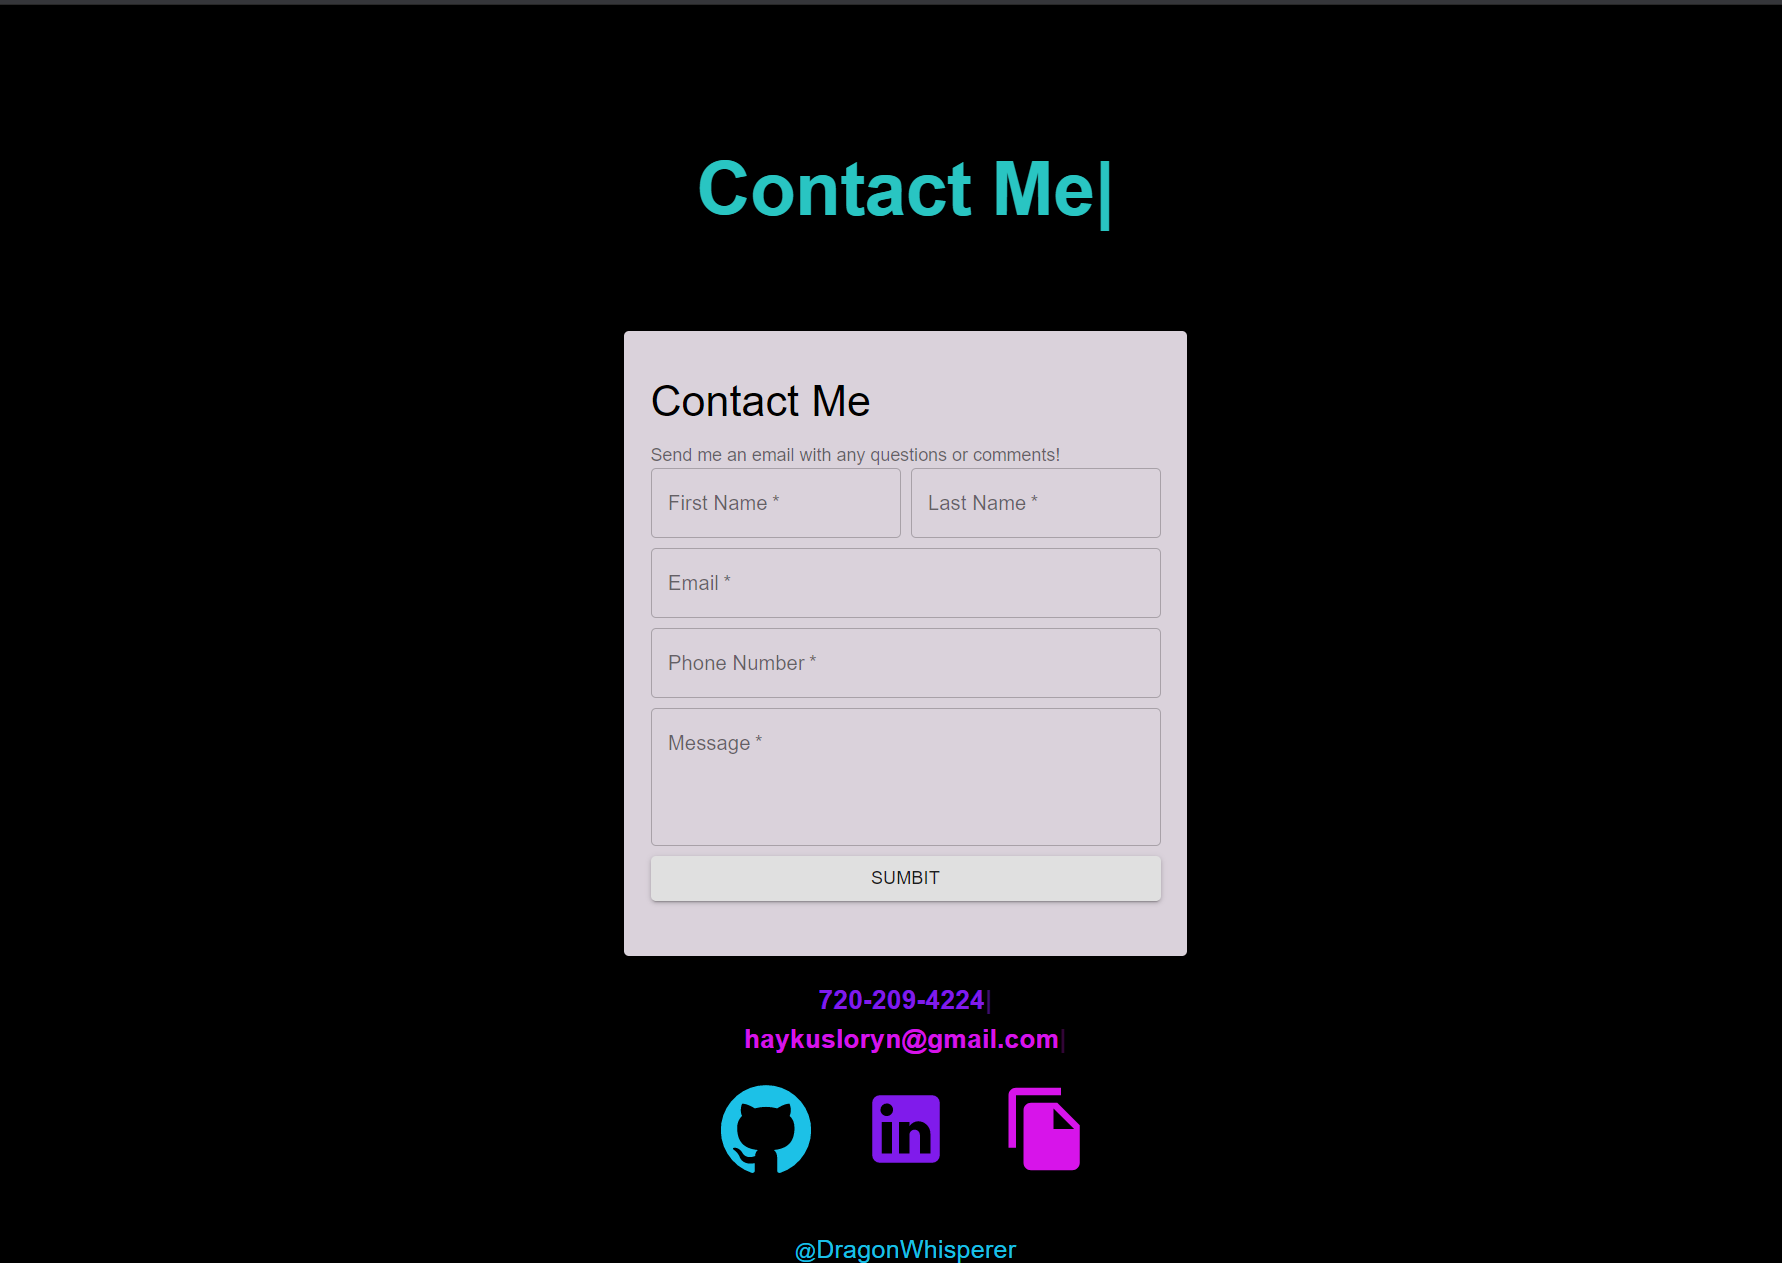 Contact Me|
Contact Me
Send me an email with any questions or comments!
First Name *
Last Name *
Email *
Phone Number *
Message *
SUMBIT
720-209-4224|
haykusloryn@gmail.com|
in
@DragonWhisperer